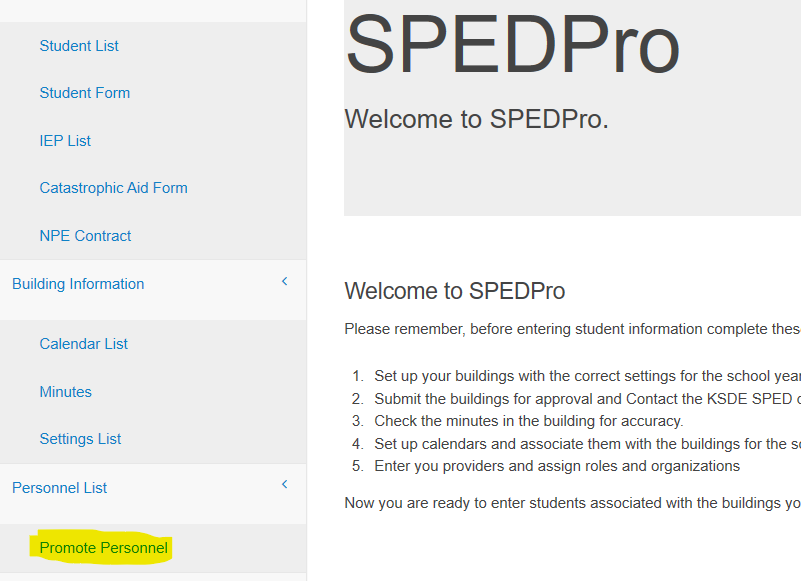 Student List
Student Form
IEP List
Catastrophic Aid Form
NPE Contract
Building Information
Calendar List
Minutes
Settings List
Personnel List
Promote Personnel
SPEDPro
Welcome to SPEDPro.
Welcome to SPEDPro
Please remember, before entering student information complete
1. Set up your buildings with the correct settings for the school
2. Submit the buildings for approval and Contact the KSDE SPED
3. Check the minutes in the building for accuracy.
4. Set up calendars and associate them with the buildings for the
5. Enter you providers and assign roles and organizations
Now you are ready to enter students associated with the buildings